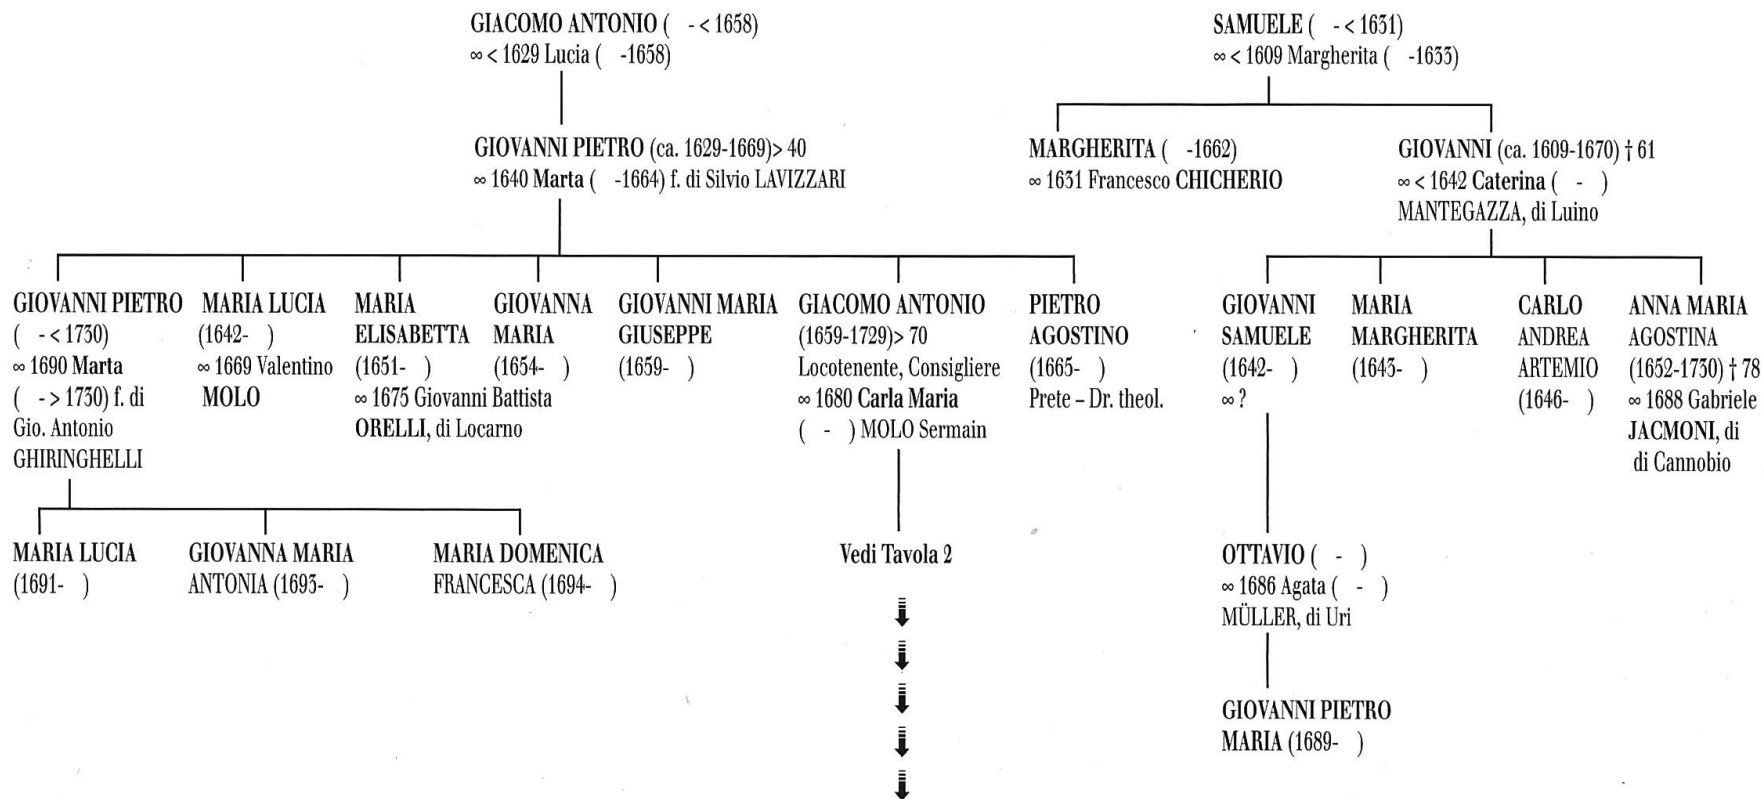 GIACOMO ANTONIO (   - < 1658)
∞ < 1629 Lucia (   -1658)
SAMUELE (   - < 1631)
∞ < 1609 Margherita (   -1633)
GIOVANNI PIETRO (ca. 1629-1669)> 40
∞ 1640 Marta (   -1664) f. di Silvio LAVIZZARI
MARGHERITA (   -1662)
∞ 1631 Francesco CHICHERIO
GIOVANNI (ca. 1609-1670) † 61
∞ < 1642 Caterina (   -   )
MANTEGAZZA, di Luino
GIOVANNI PIETRO
(   - < 1730)
∞ 1690 Marta
(   - > 1730) f. di
Gio. Antonio
GHIRINGHELLI
MARIA LUCIA
(1642-   )
∞ 1669 Valentino
MOLO
MARIA
ELISABETTA
(1651-   )
∞ 1675 Giovanni Battista
ORELLI, di Locarno
GIOVANNA
MARIA
(1654-   )
GIOVANNI MARIA
GIUSEPPE
(1659-   )
GIACOMO ANTONIO
(1659-1729)> 70
Locotenente, Consigliere
∞ 1680 Carla Maria
(   -   ) MOLO Sermain
PIETRO
AGOSTINO
(1665-   )
Prete – Dr. theol.
GIOVANNI
SAMUELE
(1642-   )
∞ ?
MARIA
MARGHERITA
(1643-   )
CARLO
ANDREA
ARTEMIO
(1646-   )
ANNA MARIA
AGOSTINA
(1652-1730) † 78
∞ 1688 Gabriele
JACMONI, di
di Cannobio
MARIA LUCIA
(1691-   )
GIOVANNA MARIA
ANTONIA (1693-   )
MARIA DOMENICA
FRANCESCA (1694-   )
Vedi Tavola 2
OTTAVIO (   -   )
∞ 1686 Agata (   -   )
MÜLLER, di Uri
GIOVANNI PIETRO
MARIA (1689-   )